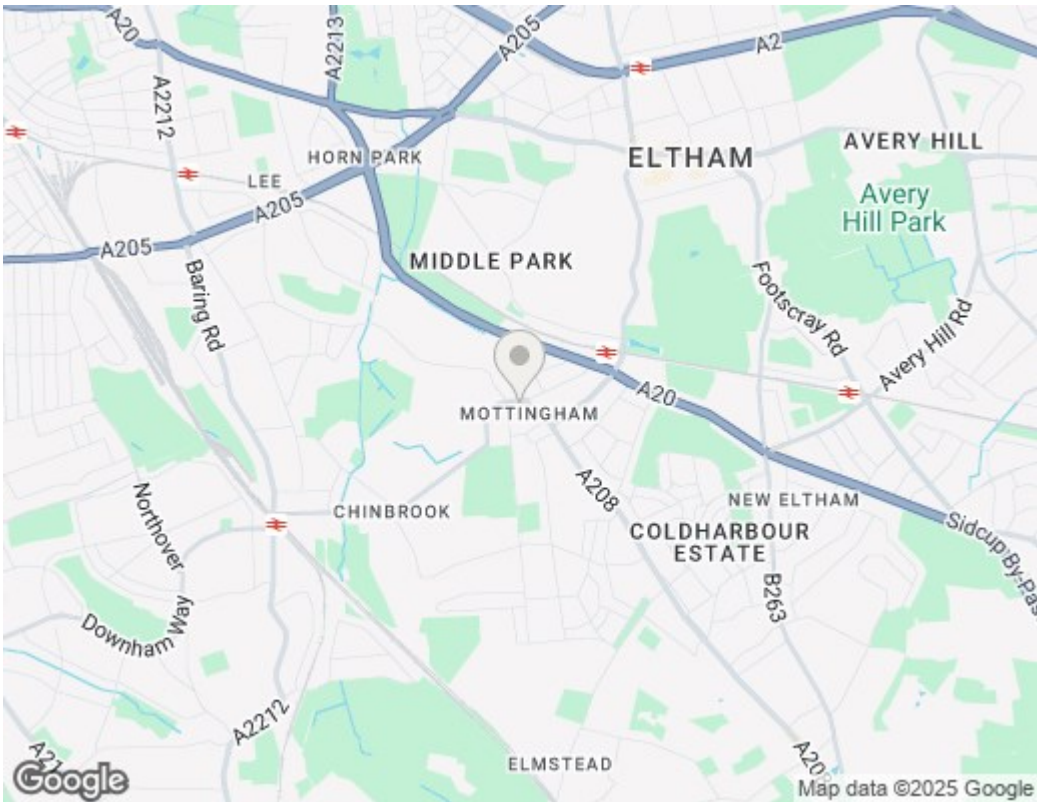 A20
A2213
A205
A2
A2212
HORN PARK
ELTHAM
AVERY HILL
LEE
A205
Avery
Hill Park
A205
MIDDLE PARK
Baring Rd
Footscray Rd
Avery Hill Rd
A20
MOTTINGHAM
A208
NEW ELTHAM
CHINBROOK
COLDHARBOUR
ESTATE
Northover
Sidcup By-Pas
B263
Downham Way
A2212
A21
A208
ELMSTEAD
Google
Map data ©2025 Google